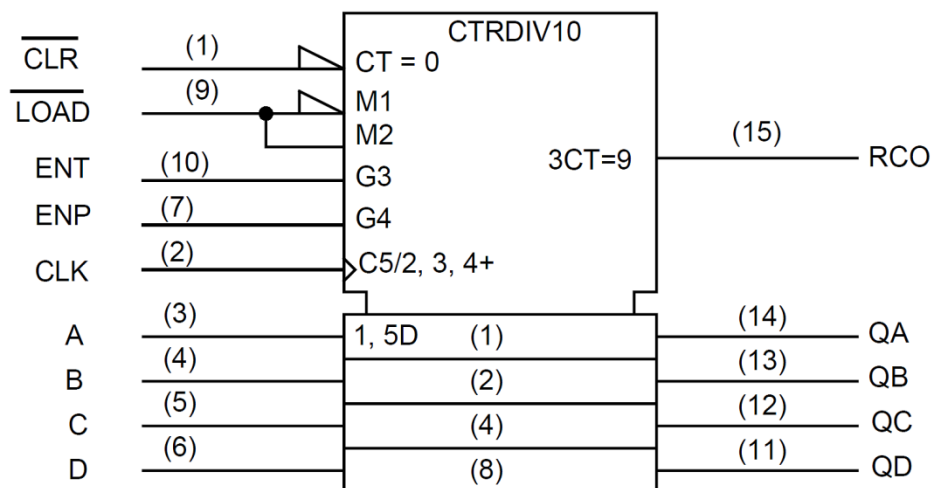 CTRDIV10
C̅L̅R̅ (1) CT = 0
L̅O̅A̅D̅ (9) M1
M2
3CT=9 (15) RCO
ENT (10) G3
ENP (7) G4
CLK (2) C5/2, 3, 4+
A (3) 1, 5D (1) (14) QA
B (4) (2) (13) QB
C (5) (4) (12) QC
D (6) (8) (11) QD